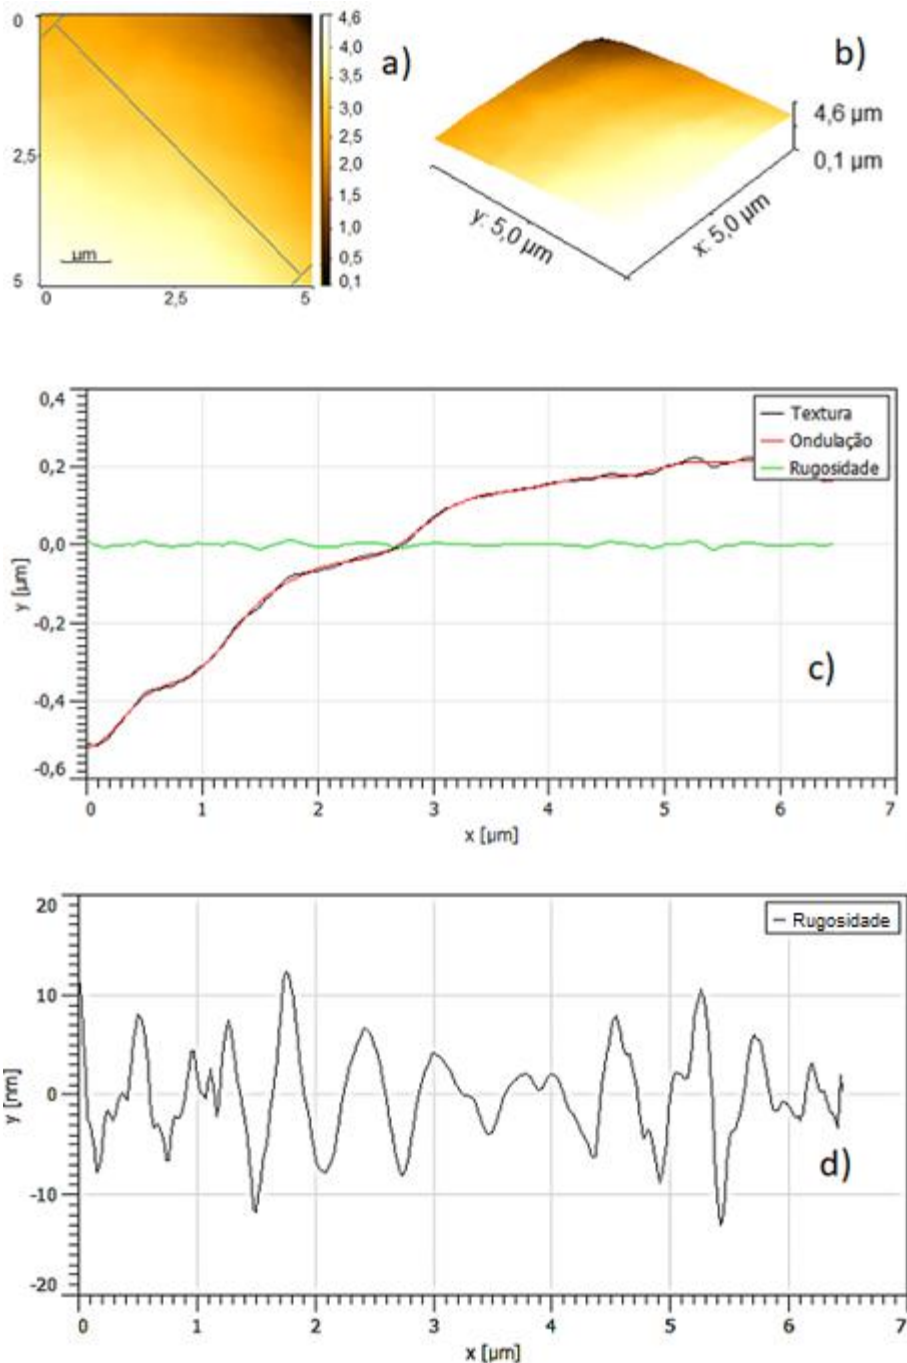 0
2,5
5
0
2,5
5
µm
4,6
4,0
3,5
3,0
2,5
2,0
1,5
1,0
0,5
0,1
a)
b)
4,6 µm
0,1 µm
y: 5,0 µm
x: 5,0 µm
0,4
0,2
0,0
-0,2
-0,4
-0,6
y [µm]
Textura
Ondulação
Rugosidade
c)
0 1 2 3 4 5 6 7
x [µm]
20
10
0
-10
-20
y [nm]
Rugosidade
d)
0 1 2 3 4 5 6 7
x [µm]